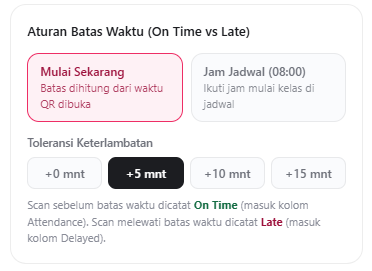 Aturan Batas Waktu (On Time vs Late)
Mulai Sekarang
Batas dihitung dari waktu
QR dibuka
Jam Jadwal (08:00)
Ikuti jam mulai kelas di
jadwal
Toleransi Keterlambatan
+0 mnt
+5 mnt
+10 mnt
+15 mnt
Scan sebelum batas waktu dicatat On Time (masuk kolom
Attendance). Scan melewati batas waktu dicatat Late (masuk
kolom Delayed).